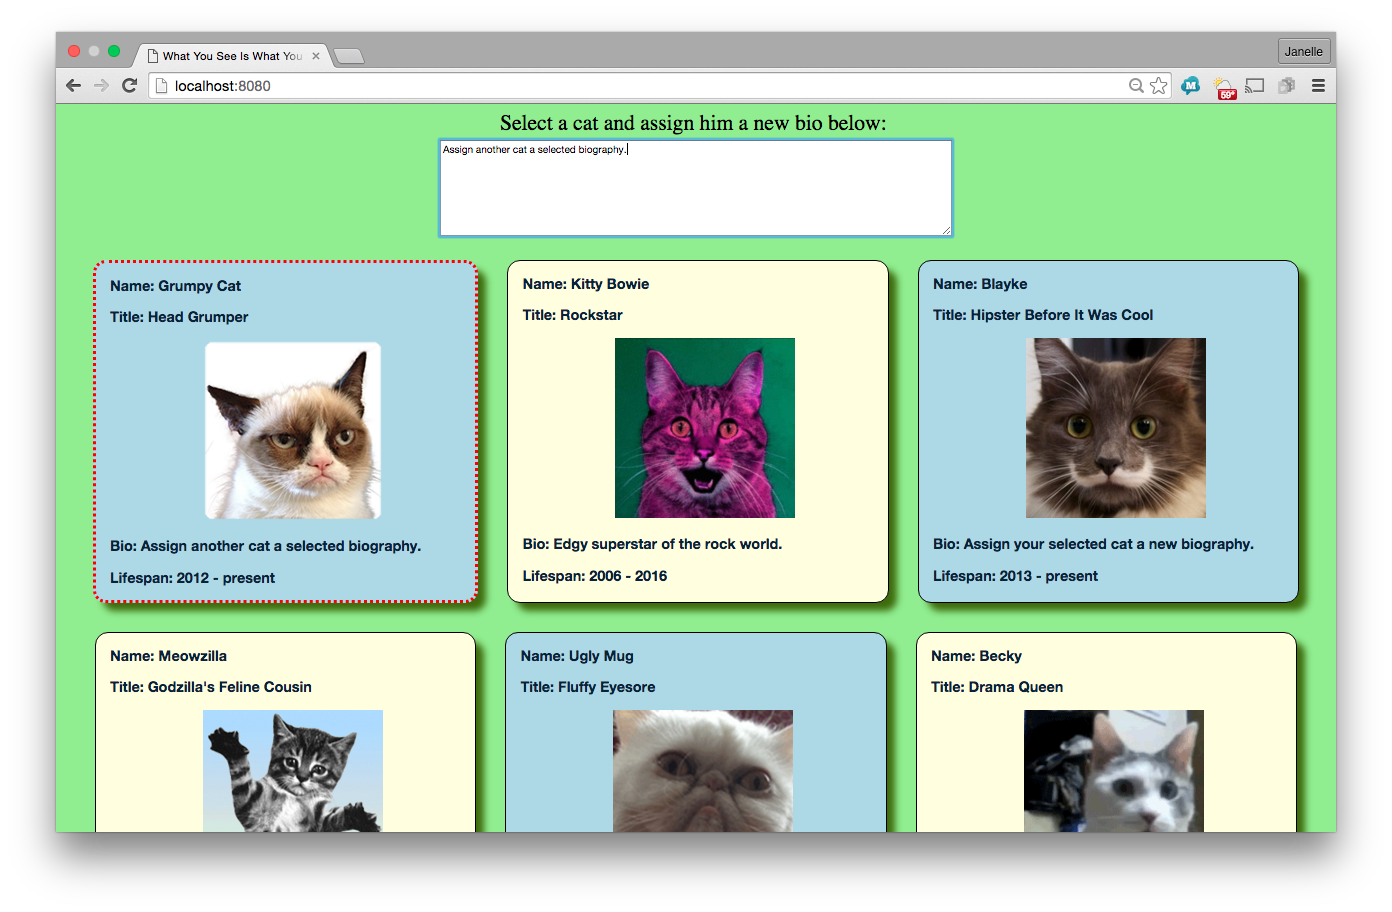 What You See Is What You
Janelle
localhost:8080
M
59°
Select a cat and assign him a new bio below:
Assign another cat a selected biography.
Name: Grumpy Cat
Title: Head Grumper
Bio: Assign another cat a selected biography.
Lifespan: 2012 - present
Name: Kitty Bowie
Title: Rockstar
Bio: Edgy superstar of the rock world.
Lifespan: 2006 - 2016
Name: Blayke
Title: Hipster Before It Was Cool
Bio: Assign your selected cat a new biography.
Lifespan: 2013 - present
Name: Meowzilla
Title: Godzilla's Feline Cousin
Name: Ugly Mug
Title: Fluffy Eyesore
Name: Becky
Title: Drama Queen